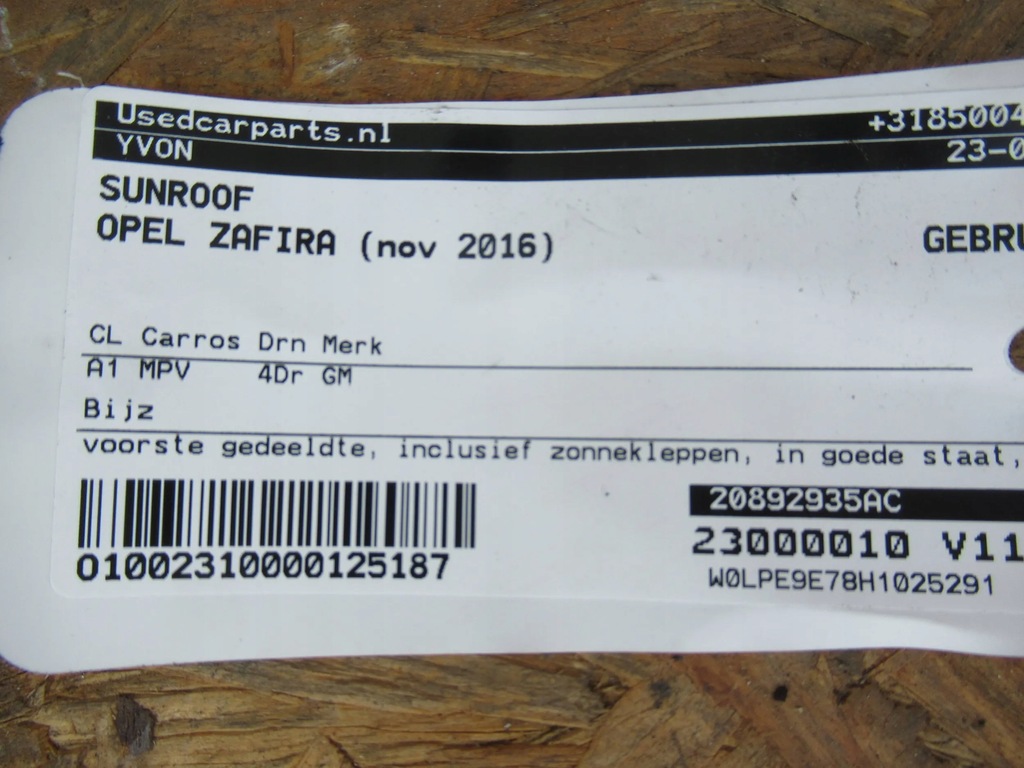 Usedcarparts.nl +3185004
YVON 23-0
SUNROOF
OPEL ZAFIRA (nov 2016) GEBRU
CL Carros Drn Merk
A1 MPV 4Dr GM
Bijz
voorste gedeeldte, inclusief zonnekleppen, in goede staat,
20892935AC
23000010 V11
01002310000125187
W0LPE9E78H1025291